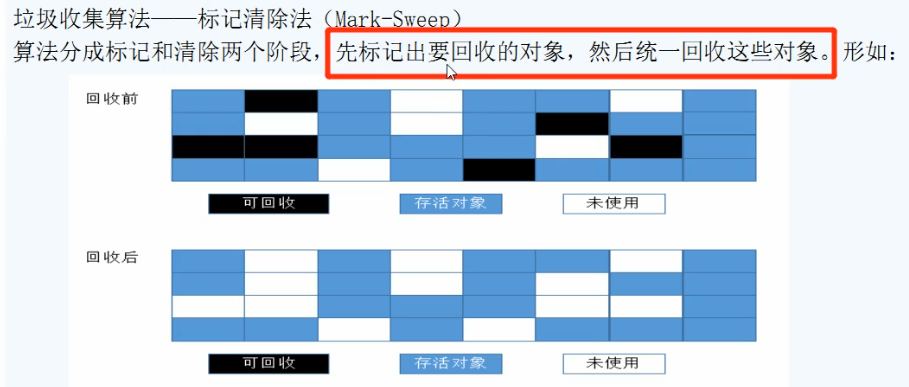 垃圾收集算法——标记清除法（Mark-Sweep）
算法分成标记和清除两个阶段，先标记出要回收的对象，然后统一回收这些对象。形如：
回收前
可回收 存活对象 未使用
回收后
可回收 存活对象 未使用